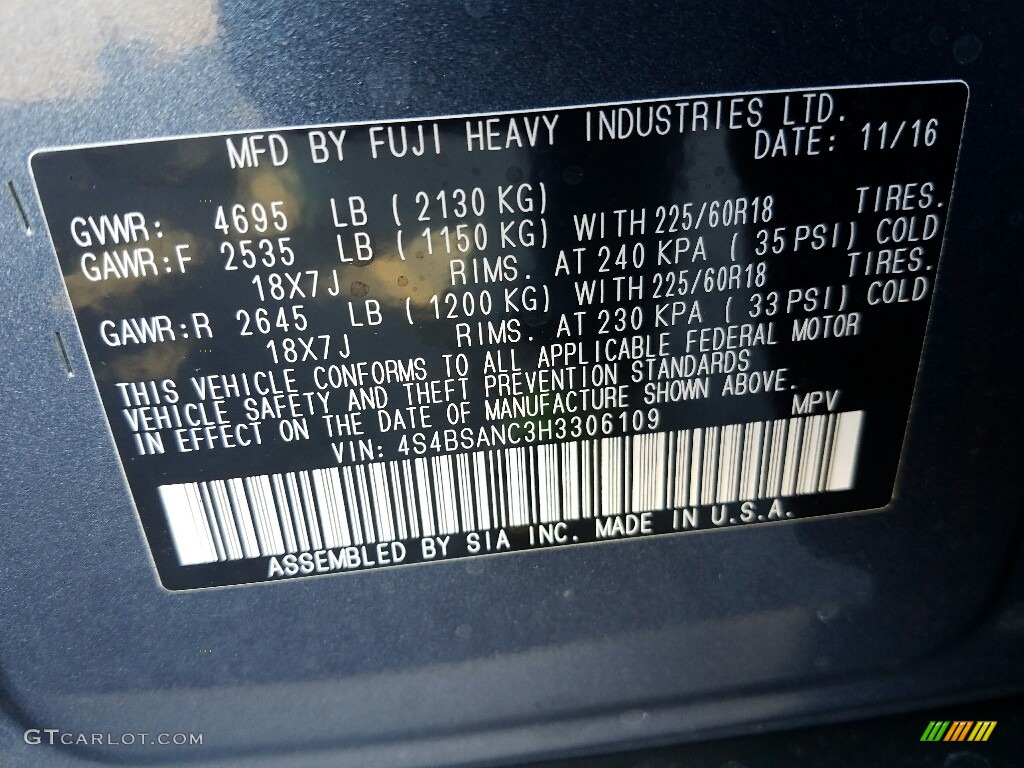 MFD BY FUJI HEAVY INDUSTRIES LTD.
DATE: 11/16
GVWR: 4695 LB ( 2130 KG)
GAWR:F 2535 LB ( 1150 KG) WITH 225/60R18 TIRES.
18X7J RIMS. AT 240 KPA ( 35 PSI) COLD
GAWR:R 2645 LB ( 1200 KG) WITH 225/60R18 TIRES.
18X7J RIMS. AT 230 KPA ( 33 PSI) COLD
THIS VEHICLE CONFORMS TO ALL APPLICABLE FEDERAL MOTOR
VEHICLE SAFETY AND THEFT PREVENTION STANDARDS
IN EFFECT ON THE DATE OF MANUFACTURE SHOWN ABOVE.
VIN: 4S4BSANC3H3306109 MPV
ASSEMBLED BY SIA INC. MADE IN U.S.A.
GTCARLOT.COM